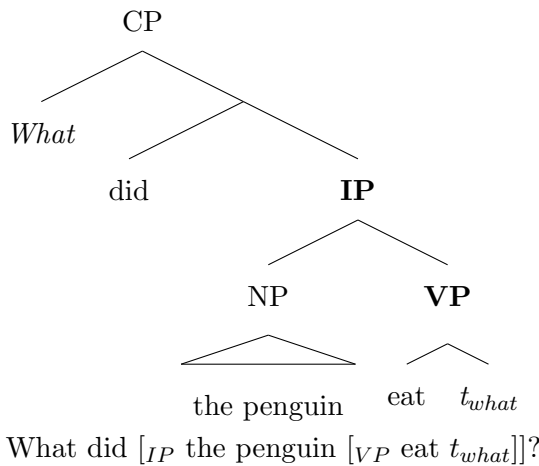 CP
What
did
IP
NP
VP
the penguin
eat
t_what
What did [_IP the penguin [_VP eat t_what]]?